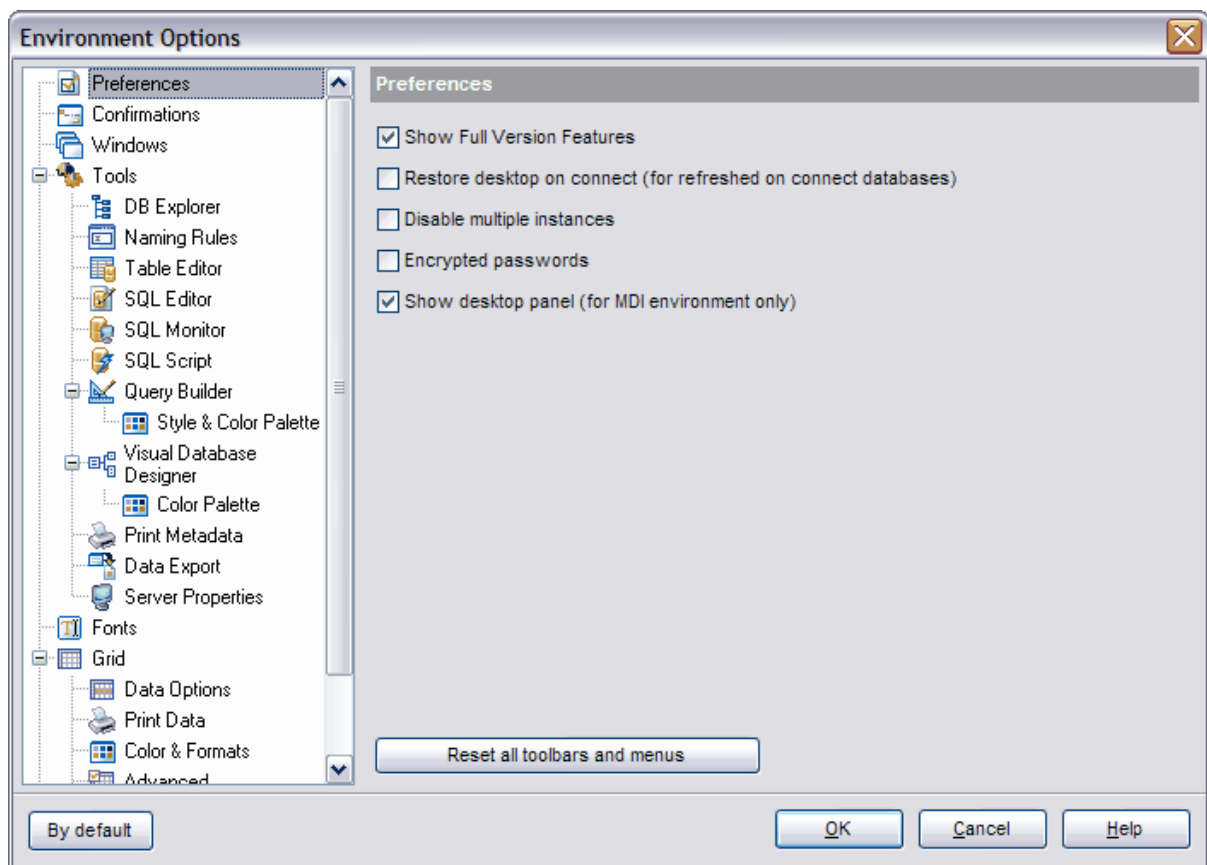 Environment Options
Preferences
Confirmations
Windows
Tools
DB Explorer
Naming Rules
Table Editor
SQL Editor
SQL Monitor
SQL Script
Query Builder
Style & Color Palette
Visual Database
Designer
Color Palette
Print Metadata
Data Export
Server Properties
Fonts
Grid
Data Options
Print Data
Color & Formats
Advanced
Preferences
Show Full Version Features
Restore desktop on connect (for refreshed on connect databases)
Disable multiple instances
Encrypted passwords
Show desktop panel (for MDI environment only)
Reset all toolbars and menus
By default
OK
Cancel
Help